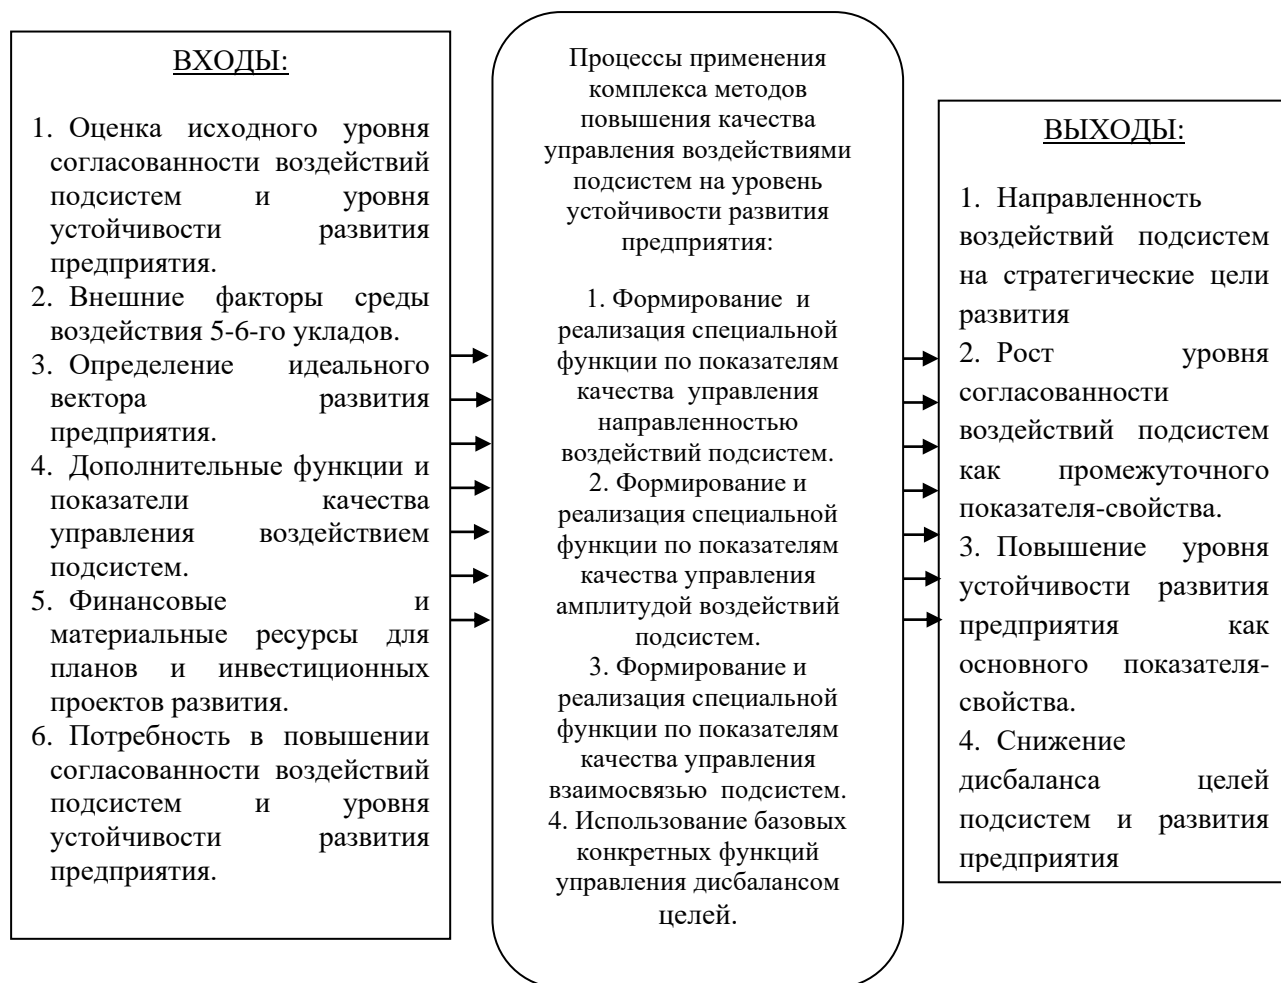 ВХОДЫ:
1. Оценка исходного уровня
согласованности воздействий
подсистем и уровня
устойчивости развития
предприятия.
2. Внешние факторы среды
воздействия 5-6-го укладов.
3. Определение идеального
вектора развития
предприятия.
4. Дополнительные функции и
показатели качества
управления воздействием
подсистем.
5. Финансовые и
материальные ресурсы для
планов и инвестиционных
проектов развития.
6. Потребность в повышении
согласованности воздействий
подсистем и уровня
устойчивости развития
предприятия.
Процессы применения
комплекса методов
повышения качества
управления воздействиями
подсистем на уровень
устойчивости развития
предприятия:
1. Формирование и
реализация специальной
функции по показателям
качества управления
направленностью
воздействий подсистем.
2. Формирование и
реализация специальной
функции по показателям
качества управления
амплитудой воздействий
подсистем.
3. Формирование и
реализация специальной
функции по показателям
качества управления
взаимосвязью подсистем.
4. Использование базовых
конкретных функций
управления дисбалансом
целей.
ВЫХОДЫ:
1. Направленность
воздействий подсистем
на стратегические цели
развития
2. Рост уровня
согласованности
воздействий подсистем
как промежуточного
показателя-свойства.
3. Повышение уровня
устойчивости развития
предприятия как
основного показателя-
свойства.
4. Снижение
дисбаланса целей
подсистем и развития
предприятия